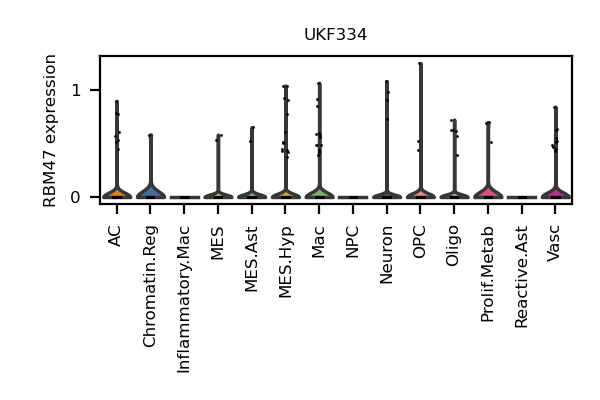 UKF334
RBM47 expression
1
0
AC
Chromatin.Reg
Inflammatory.Mac
MES
MES.Ast
MES.Hyp
Mac
NPC
Neuron
OPC
Oligo
Prolif.Metab
Reactive.Ast
Vasc